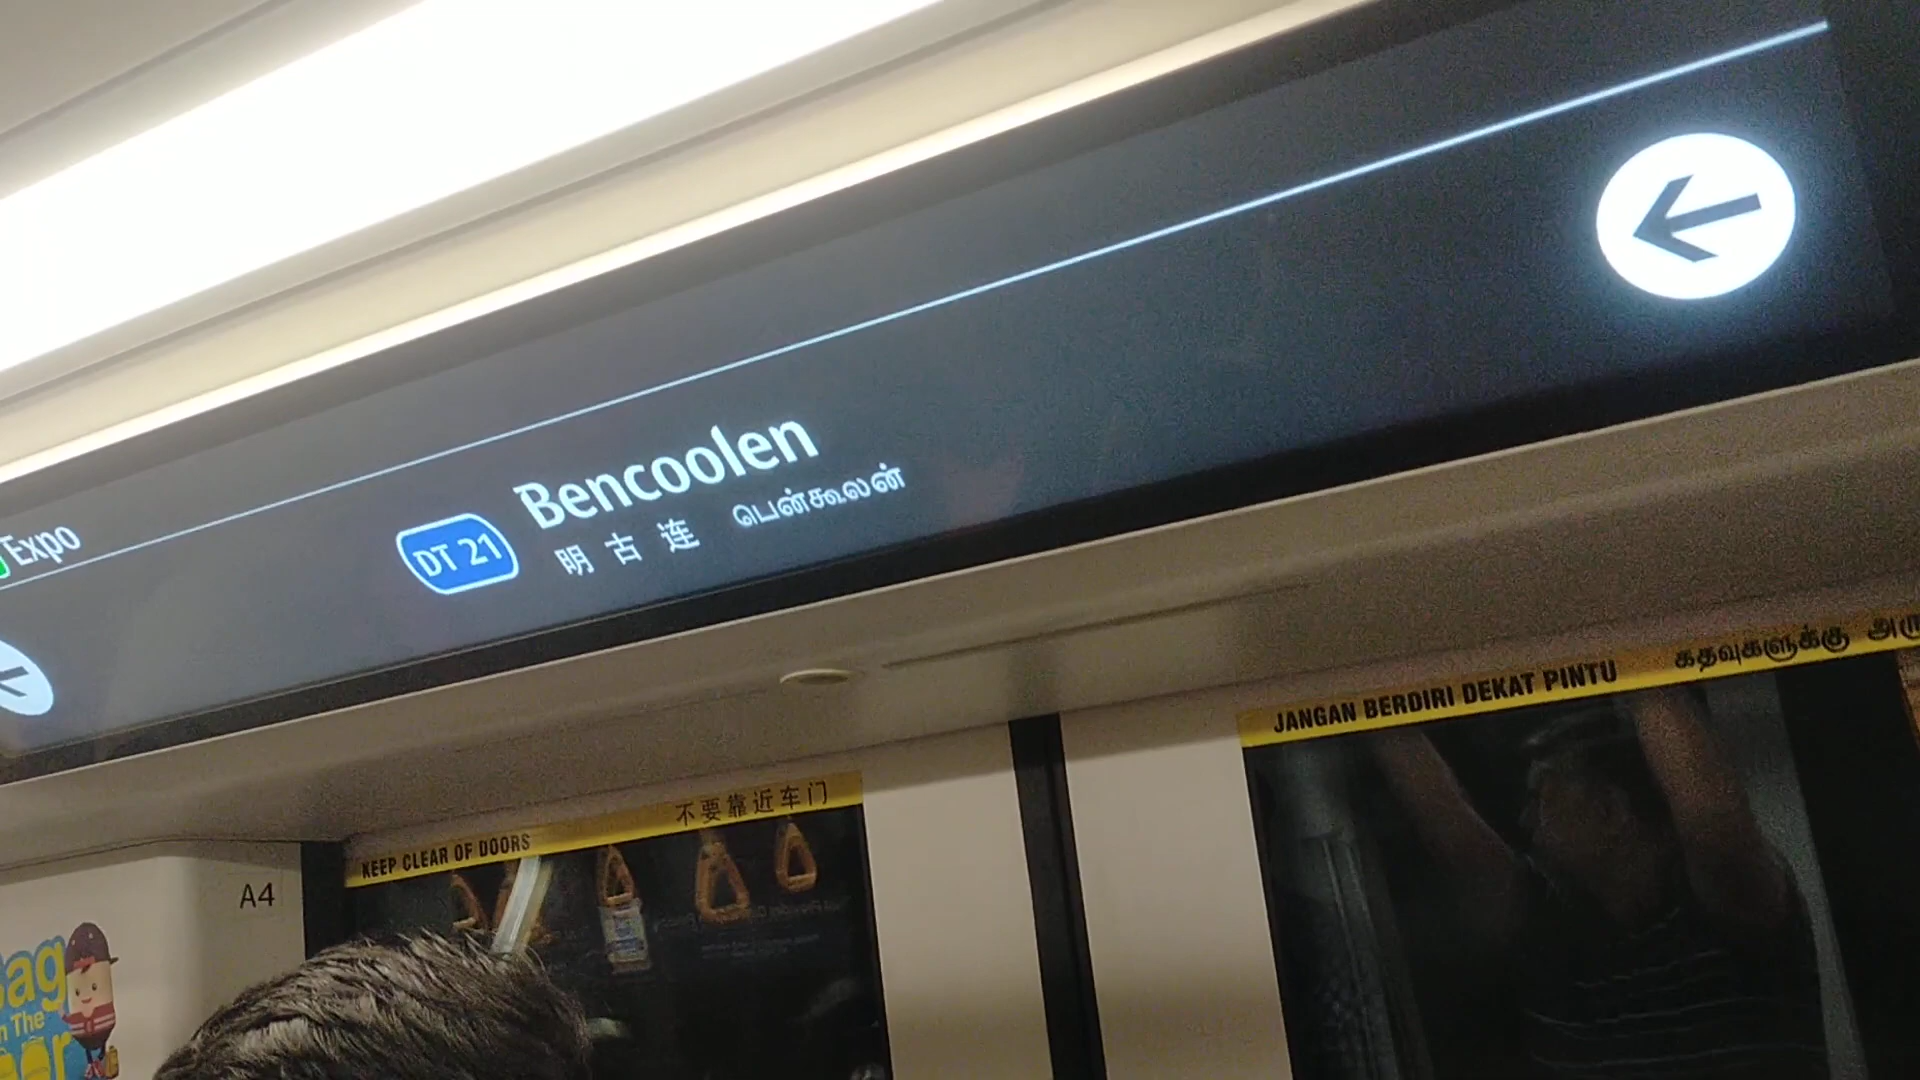 Expo
DT 21
Bencoolen
明古连 பென்கூலன்
KEEP CLEAR OF DOORS
不要靠近车门
JANGAN BERDIRI DEKAT PINTU
கதவுகளுக்கு
A4
The